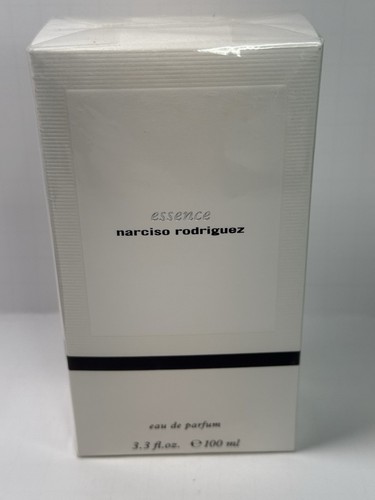 essence
narciso rodriguez
eau de parfum
3.3 fl.oz. ℮ 100 ml